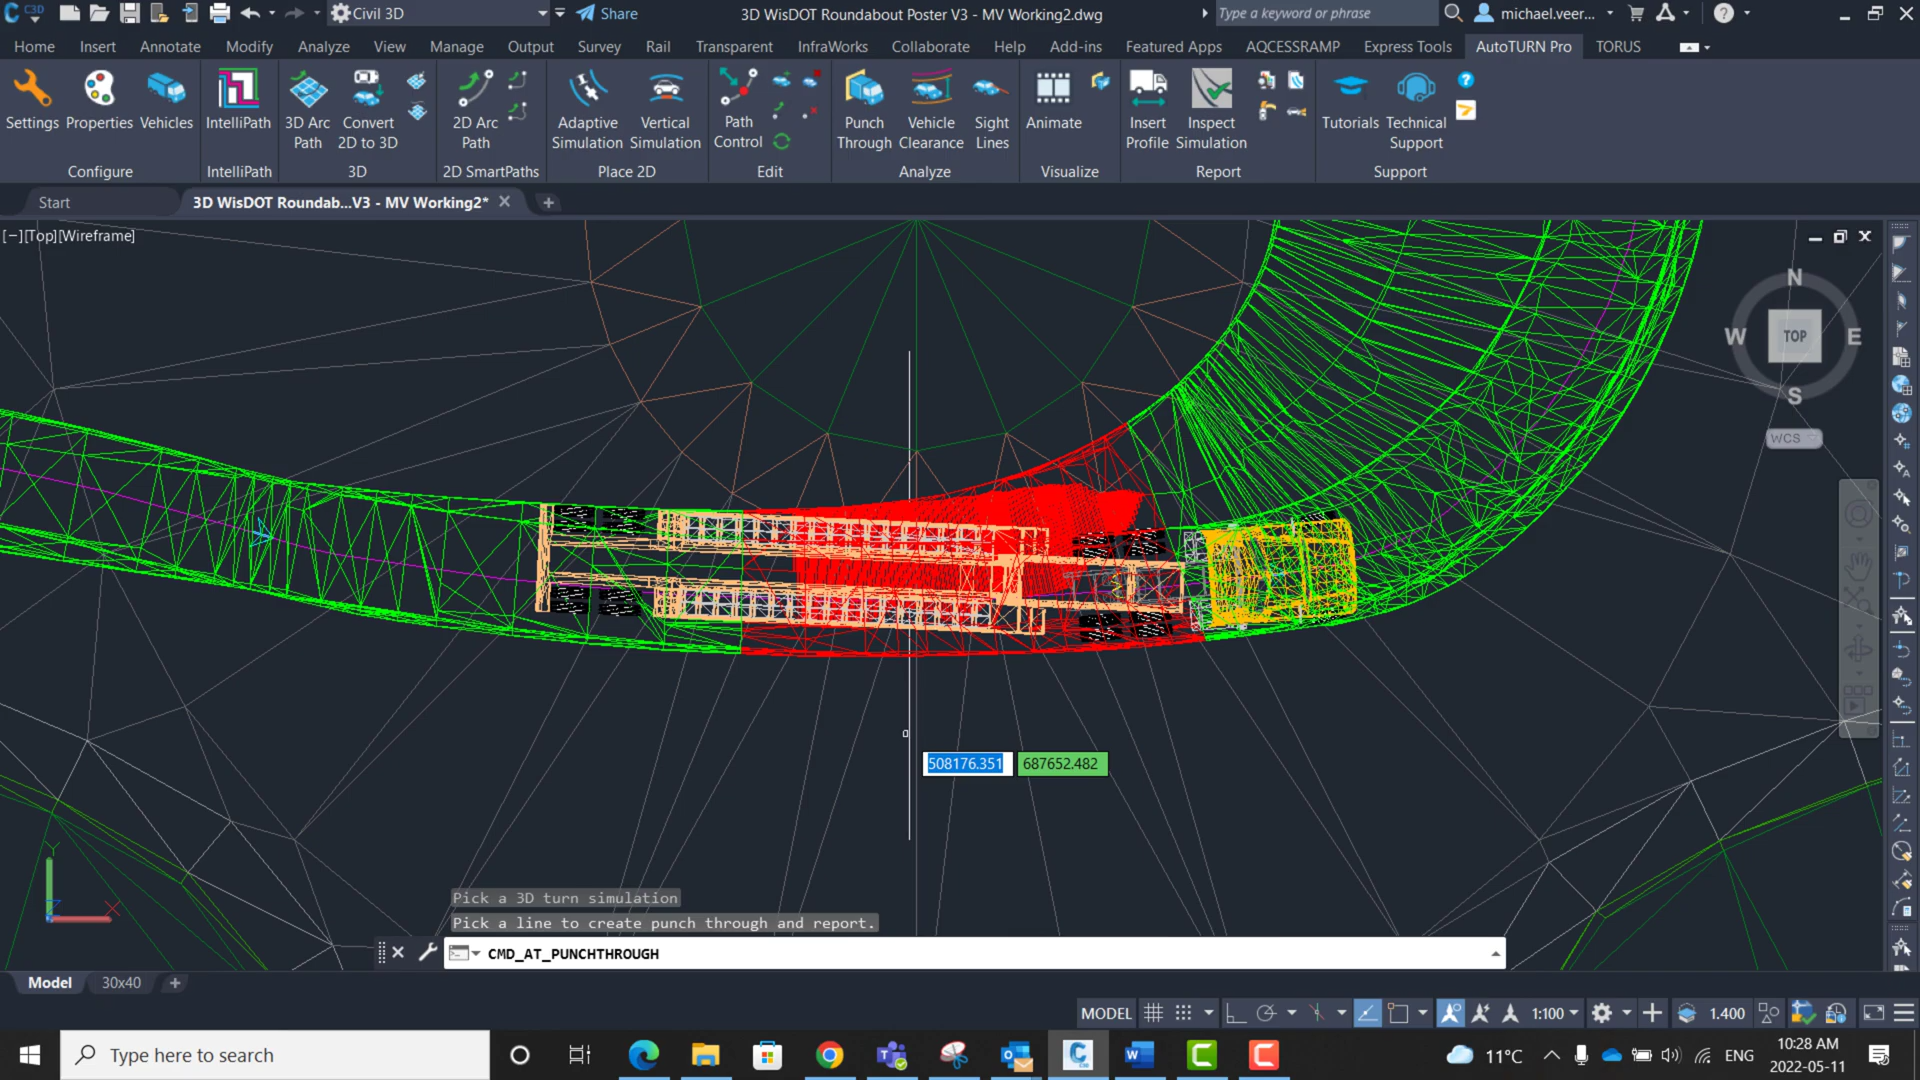 C3D
Civil 3D
Share
3D WisDOT Roundabout Poster V3 - MV Working2.dwg
Type a keyword or phrase
michael.veer...
Home Insert Annotate Modify Analyze View Manage Output Survey Rail Transparent InfraWorks Collaborate Help Add-ins Featured Apps AQCESSRAMP Express Tools AutoTURN Pro TORUS
Settings Properties Vehicles IntelliPath 3D Arc Path Convert 2D to 3D 2D Arc Path Adaptive Simulation Vertical Simulation Path Control Punch Through Vehicle Clearance Sight Lines Animate Insert Profile Inspect Simulation Tutorials Technical Support
Configure IntelliPath 3D 2D SmartPaths Place 2D Edit Analyze Visualize Report Support
Start
3D WisDOT Roundab...V3 - MV Working2*
[−][Top][Wireframe]
N
W TOP E
S
WCS
508176.351 687652.482
Y
X
Pick a 3D turn simulation
Pick a line to create punch through and report.
CMD_AT_PUNCHTHROUGH
Model 30x40
MODEL 1:100 1.400
Type here to search
11°C ENG 10:28 AM
2022-05-11